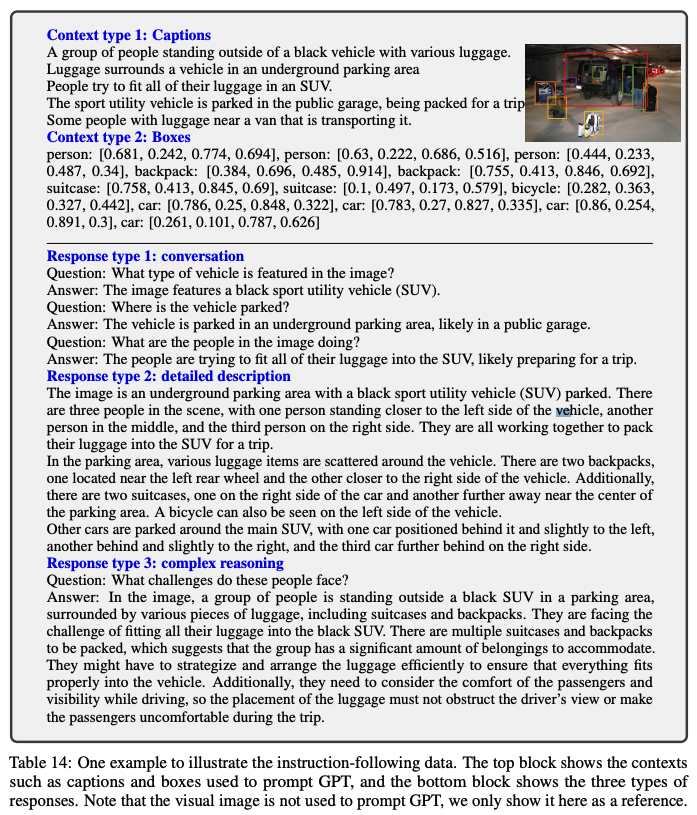 Context type 1: Captions
A group of people standing outside of a black vehicle with various luggage.
Luggage surrounds a vehicle in an underground parking area
People try to fit all of their luggage in an SUV.
The sport utility vehicle is parked in the public garage, being packed for a trip
Some people with luggage near a van that is transporting it.
Context type 2: Boxes
person: [0.681, 0.242, 0.774, 0.694], person: [0.63, 0.222, 0.686, 0.516], person: [0.444, 0.233,
0.487, 0.34], backpack: [0.384, 0.696, 0.485, 0.914], backpack: [0.755, 0.413, 0.846, 0.692],
suitcase: [0.758, 0.413, 0.845, 0.69], suitcase: [0.1, 0.497, 0.173, 0.579], bicycle: [0.282, 0.363,
0.327, 0.442], car: [0.786, 0.25, 0.848, 0.322], car: [0.783, 0.27, 0.827, 0.335], car: [0.86, 0.254,
0.891, 0.3], car: [0.261, 0.101, 0.787, 0.626]
Response type 1: conversation
Question: What type of vehicle is featured in the image?
Answer: The image features a black sport utility vehicle (SUV).
Question: Where is the vehicle parked?
Answer: The vehicle is parked in an underground parking area, likely in a public garage.
Question: What are the people in the image doing?
Answer: The people are trying to fit all of their luggage into the SUV, likely preparing for a trip.
Response type 2: detailed description
The image is an underground parking area with a black sport utility vehicle (SUV) parked. There
are three people in the scene, with one person standing closer to the left side of the vehicle, another
person in the middle, and the third person on the right side. They are all working together to pack
their luggage into the SUV for a trip.
In the parking area, various luggage items are scattered around the vehicle. There are two backpacks,
one located near the left rear wheel and the other closer to the right side of the vehicle. Additionally,
there are two suitcases, one on the right side of the car and another further away near the center of
the parking area. A bicycle can also be seen on the left side of the vehicle.
Other cars are parked around the main SUV, with one car positioned behind it and slightly to the left,
another behind and slightly to the right, and the third car further behind on the right side.
Response type 3: complex reasoning
Question: What challenges do these people face?
Answer: In the image, a group of people is standing outside a black SUV in a parking area,
surrounded by various pieces of luggage, including suitcases and backpacks. They are facing the
challenge of fitting all their luggage into the black SUV. There are multiple suitcases and backpacks
to be packed, which suggests that the group has a significant amount of belongings to accommodate.
They might have to strategize and arrange the luggage efficiently to ensure that everything fits
properly into the vehicle. Additionally, they need to consider the comfort of the passengers and
visibility while driving, so the placement of the luggage must not obstruct the driver's view or make
the passengers uncomfortable during the trip.
Table 14: One example to illustrate the instruction-following data. The top block shows the contexts
such as captions and boxes used to prompt GPT, and the bottom block shows the three types of
responses. Note that the visual image is not used to prompt GPT, we only show it here as a reference.